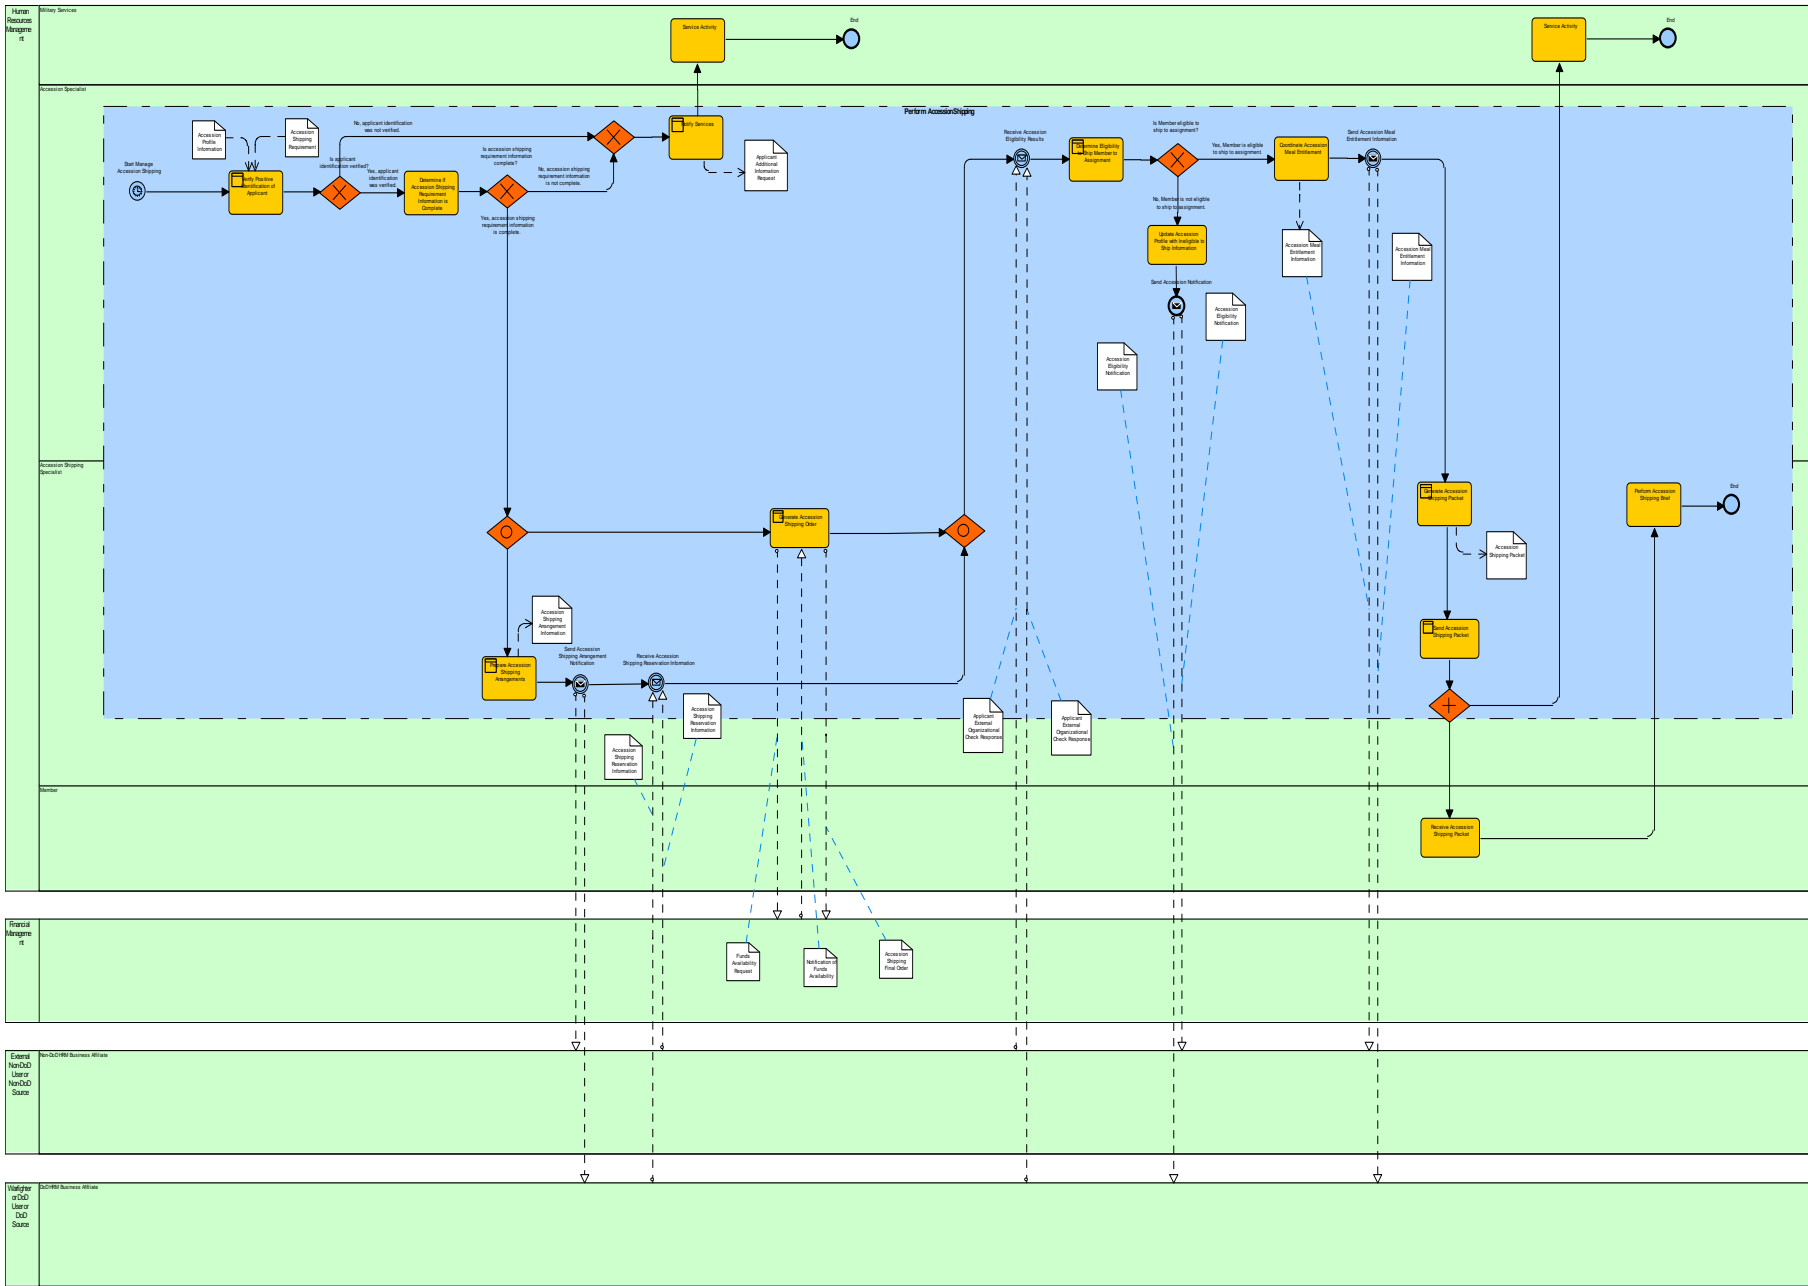 Human
Resources
Manageme
nt
Military Services
Service Activity
End
Service Activity
End
Accession Specialist
Perform AccessionShipping
Start Manage
Accession Shipping
Accession
Profile
Information
Accession
Shipping
Requirement
Verify Positive
Identification of
Applicant
No, applicant identification
was not verified.
Is applicant
identification verified?
Yes, applicant
identification
was verified.
Determine If
Accession Shipping
Requirement
Information is
Complete
Is accession shipping
requirement information
complete?
No, accession shipping
requirement information
is not complete.
Yes, accession shipping
requirement information
is complete.
Notify Services
Applicant
Additional
Information
Request
Receive Accession
Eligibility Results
Determine Eligibility
to Ship Member to
Assignment
Is Member eligible to
ship to assignment?
Yes, Member is eligible
to ship to assignment.
No, Member is not eligible
to ship to assignment.
Update Accession
Profile with Ineligible to
Ship Information
Send Accession Notification
Accession
Eligibility
Notification
Accession
Eligibility
Notification
Coordinate Accession
Meal Entitlement
Send Accession Meal
Entitlement Information
Accession Meal
Entitlement
Information
Accession Meal
Entitlement
Information
Accession Shipping
Specialist
Generate Accession
Shipping Order
Generate Accession
Shipping Packet
Accession
Shipping Packet
Perform Accession
Shipping Brief
End
Accession
Shipping
Arrangement
Information
Prepare Accession
Shipping
Arrangements
Send Accession
Shipping Arrangement
Notification
Receive Accession
Shipping Reservation Information
Send Accession
Shipping Packet
Accession
Shipping
Reservation
Information
Accession
Shipping
Reservation
Information
Applicant
External
Organizational
Check Response
Applicant
External
Organizational
Check Response
Member
Receive Accession
Shipping Packet
Financial
Manageme
nt
Funds
Availability
Request
Notification of
Funds
Availability
Accession
Shipping
Final Order
External
Non-DoD
User or
Non-DoD
Source
Non-DoD HRM Business Affiliate
Warfighter
or DoD
User or
DoD
Source
DoD HRM Business Affiliate